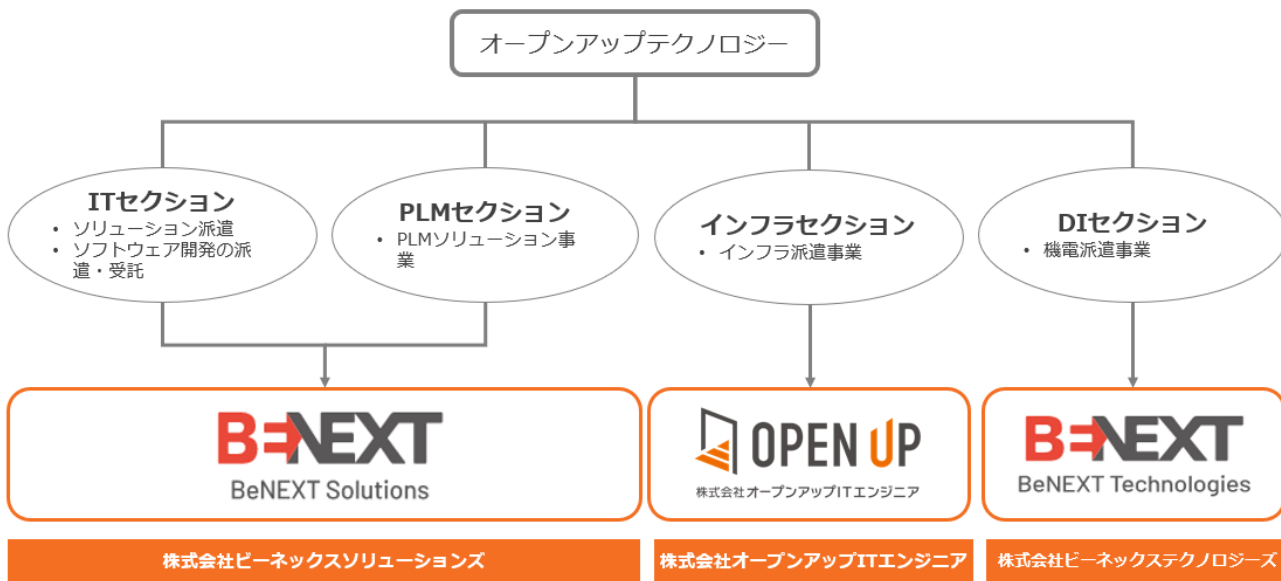 オープンアップテクノロジー
ITセクション
• ソリューション派遣
• ソフトウェア開発の派
遣・受託
PLMセクション
• PLMソリューション事
業
インフラセクション
• インフラ派遣事業
DIセクション
• 機電派遣事業
BENEXT
BeNEXT Solutions
OPEN UP
株式会社オープンアップITエンジニア
BENEXT
BeNEXT Technologies
株式会社ビーネックスソリューションズ
株式会社オープンアップITエンジニア
株式会社ビーネックステクノロジーズ